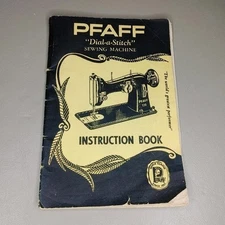 PFAFF
"Dial-a-Stitch"
SEWING MACHINE
INSTRUCTION BOOK